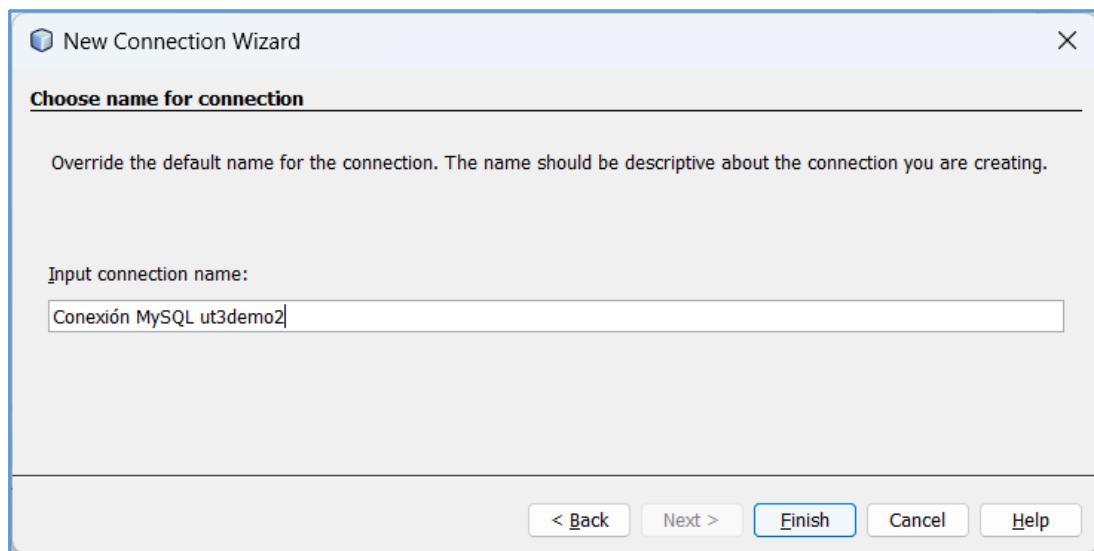 New Connection Wizard
Choose name for connection
Override the default name for the connection. The name should be descriptive about the connection you are creating.
Input connection name:
Conexión MySQL ut3demo2
< Back Next > Finish Cancel Help